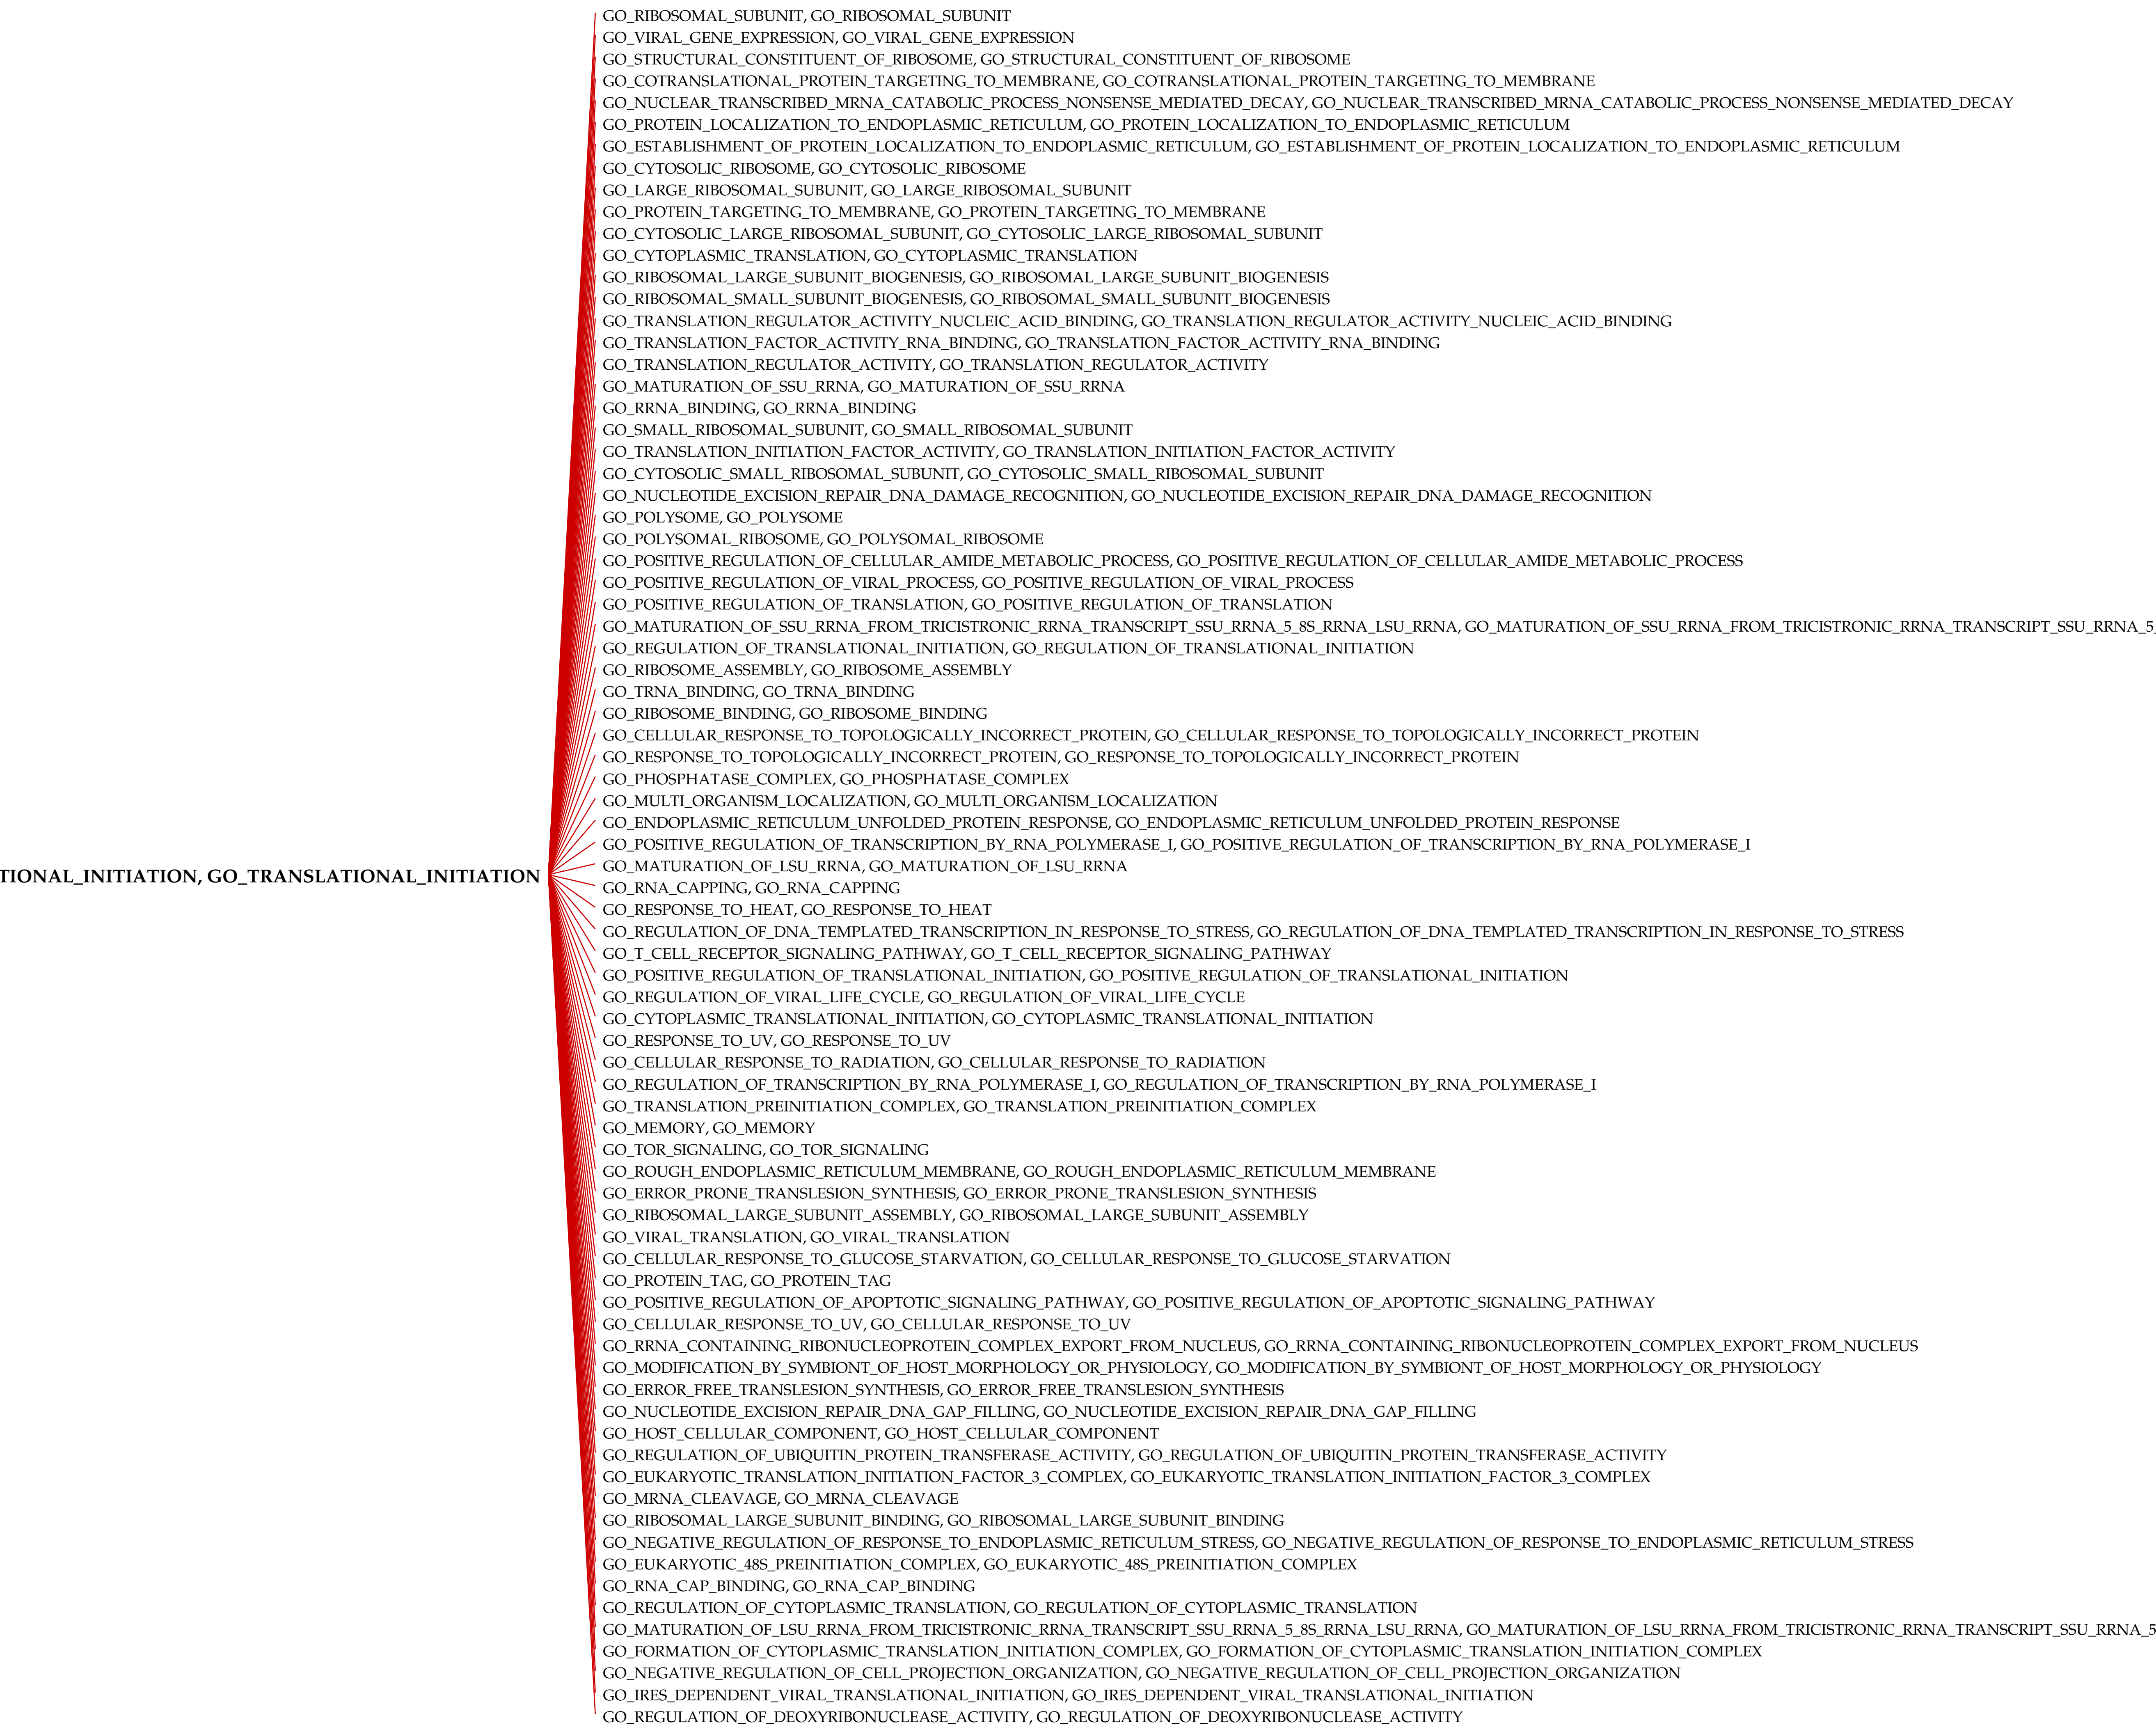 GO_RIBOSOMAL_SUBUNIT, GO_RIBOSOMAL_SUBUNIT
GO_VIRAL_GENE_EXPRESSION, GO_VIRAL_GENE_EXPRESSION
GO_STRUCTURAL_CONSTITUENT_OF_RIBOSOME, GO_STRUCTURAL_CONSTITUENT_OF_RIBOSOME
GO_COTRANSLATIONAL_PROTEIN_TARGETING_TO_MEMBRANE, GO_COTRANSLATIONAL_PROTEIN_TARGETING_TO_MEMBRANE
GO_NUCLEAR_TRANSCRIBED_MRNA_CATABOLIC_PROCESS_NONSENSE_MEDIATED_DECAY, GO_NUCLEAR_TRANSCRIBED_MRNA_CATABOLIC_PROCESS_NONSENSE_MEDIATED_DECAY
GO_PROTEIN_LOCALIZATION_TO_ENDOPLASMIC_RETICULUM, GO_PROTEIN_LOCALIZATION_TO_ENDOPLASMIC_RETICULUM
GO_ESTABLISHMENT_OF_PROTEIN_LOCALIZATION_TO_ENDOPLASMIC_RETICULUM, GO_ESTABLISHMENT_OF_PROTEIN_LOCALIZATION_TO_ENDOPLASMIC_RETICULUM
GO_CYTOSOLIC_RIBOSOME, GO_CYTOSOLIC_RIBOSOME
GO_LARGE_RIBOSOMAL_SUBUNIT, GO_LARGE_RIBOSOMAL_SUBUNIT
GO_PROTEIN_TARGETING_TO_MEMBRANE, GO_PROTEIN_TARGETING_TO_MEMBRANE
GO_CYTOSOLIC_LARGE_RIBOSOMAL_SUBUNIT, GO_CYTOSOLIC_LARGE_RIBOSOMAL_SUBUNIT
GO_CYTOPLASMIC_TRANSLATION, GO_CYTOPLASMIC_TRANSLATION
GO_RIBOSOMAL_LARGE_SUBUNIT_BIOGENESIS, GO_RIBOSOMAL_LARGE_SUBUNIT_BIOGENESIS
GO_RIBOSOMAL_SMALL_SUBUNIT_BIOGENESIS, GO_RIBOSOMAL_SMALL_SUBUNIT_BIOGENESIS
GO_TRANSLATION_REGULATOR_ACTIVITY_NUCLEIC_ACID_BINDING, GO_TRANSLATION_REGULATOR_ACTIVITY_NUCLEIC_ACID_BINDING
GO_TRANSLATION_FACTOR_ACTIVITY_RNA_BINDING, GO_TRANSLATION_FACTOR_ACTIVITY_RNA_BINDING
GO_TRANSLATION_REGULATOR_ACTIVITY, GO_TRANSLATION_REGULATOR_ACTIVITY
GO_MATURATION_OF_SSU_RRNA, GO_MATURATION_OF_SSU_RRNA
GO_RRNA_BINDING, GO_RRNA_BINDING
GO_SMALL_RIBOSOMAL_SUBUNIT, GO_SMALL_RIBOSOMAL_SUBUNIT
GO_TRANSLATION_INITIATION_FACTOR_ACTIVITY, GO_TRANSLATION_INITIATION_FACTOR_ACTIVITY
GO_CYTOSOLIC_SMALL_RIBOSOMAL_SUBUNIT, GO_CYTOSOLIC_SMALL_RIBOSOMAL_SUBUNIT
GO_NUCLEOTIDE_EXCISION_REPAIR_DNA_DAMAGE_RECOGNITION, GO_NUCLEOTIDE_EXCISION_REPAIR_DNA_DAMAGE_RECOGNITION
GO_POLYSOME, GO_POLYSOME
GO_POLYSOMAL_RIBOSOME, GO_POLYSOMAL_RIBOSOME
GO_POSITIVE_REGULATION_OF_CELLULAR_AMIDE_METABOLIC_PROCESS, GO_POSITIVE_REGULATION_OF_CELLULAR_AMIDE_METABOLIC_PROCESS
GO_POSITIVE_REGULATION_OF_VIRAL_PROCESS, GO_POSITIVE_REGULATION_OF_VIRAL_PROCESS
GO_POSITIVE_REGULATION_OF_TRANSLATION, GO_POSITIVE_REGULATION_OF_TRANSLATION
GO_MATURATION_OF_SSU_RRNA_FROM_TRICISTRONIC_RRNA_TRANSCRIPT_SSU_RRNA_5_8S_RRNA_LSU_RRNA, GO_MATURATION_OF_SSU_RRNA_FROM_TRICISTRONIC_RRNA_TRANSCRIPT_SSU_RRNA_5_
GO_REGULATION_OF_TRANSLATIONAL_INITIATION, GO_REGULATION_OF_TRANSLATIONAL_INITIATION
GO_RIBOSOME_ASSEMBLY, GO_RIBOSOME_ASSEMBLY
GO_TRNA_BINDING, GO_TRNA_BINDING
GO_RIBOSOME_BINDING, GO_RIBOSOME_BINDING
GO_CELLULAR_RESPONSE_TO_TOPOLOGICALLY_INCORRECT_PROTEIN, GO_CELLULAR_RESPONSE_TO_TOPOLOGICALLY_INCORRECT_PROTEIN
GO_RESPONSE_TO_TOPOLOGICALLY_INCORRECT_PROTEIN, GO_RESPONSE_TO_TOPOLOGICALLY_INCORRECT_PROTEIN
GO_PHOSPHATASE_COMPLEX, GO_PHOSPHATASE_COMPLEX
GO_MULTI_ORGANISM_LOCALIZATION, GO_MULTI_ORGANISM_LOCALIZATION
GO_ENDOPLASMIC_RETICULUM_UNFOLDED_PROTEIN_RESPONSE, GO_ENDOPLASMIC_RETICULUM_UNFOLDED_PROTEIN_RESPONSE
GO_POSITIVE_REGULATION_OF_TRANSCRIPTION_BY_RNA_POLYMERASE_I, GO_POSITIVE_REGULATION_OF_TRANSCRIPTION_BY_RNA_POLYMERASE_I
GO_MATURATION_OF_LSU_RRNA, GO_MATURATION_OF_LSU_RRNA
TIONAL_INITIATION, GO_TRANSLATIONAL_INITIATION
GO_RNA_CAPPING, GO_RNA_CAPPING
GO_RESPONSE_TO_HEAT, GO_RESPONSE_TO_HEAT
GO_REGULATION_OF_DNA_TEMPLATED_TRANSCRIPTION_IN_RESPONSE_TO_STRESS, GO_REGULATION_OF_DNA_TEMPLATED_TRANSCRIPTION_IN_RESPONSE_TO_STRESS
GO_T_CELL_RECEPTOR_SIGNALING_PATHWAY, GO_T_CELL_RECEPTOR_SIGNALING_PATHWAY
GO_POSITIVE_REGULATION_OF_TRANSLATIONAL_INITIATION, GO_POSITIVE_REGULATION_OF_TRANSLATIONAL_INITIATION
GO_REGULATION_OF_VIRAL_LIFE_CYCLE, GO_REGULATION_OF_VIRAL_LIFE_CYCLE
GO_CYTOPLASMIC_TRANSLATIONAL_INITIATION, GO_CYTOPLASMIC_TRANSLATIONAL_INITIATION
GO_RESPONSE_TO_UV, GO_RESPONSE_TO_UV
GO_CELLULAR_RESPONSE_TO_RADIATION, GO_CELLULAR_RESPONSE_TO_RADIATION
GO_REGULATION_OF_TRANSCRIPTION_BY_RNA_POLYMERASE_I, GO_REGULATION_OF_TRANSCRIPTION_BY_RNA_POLYMERASE_I
GO_TRANSLATION_PREINITIATION_COMPLEX, GO_TRANSLATION_PREINITIATION_COMPLEX
GO_MEMORY, GO_MEMORY
GO_TOR_SIGNALING, GO_TOR_SIGNALING
GO_ROUGH_ENDOPLASMIC_RETICULUM_MEMBRANE, GO_ROUGH_ENDOPLASMIC_RETICULUM_MEMBRANE
GO_ERROR_PRONE_TRANSLESION_SYNTHESIS, GO_ERROR_PRONE_TRANSLESION_SYNTHESIS
GO_RIBOSOMAL_LARGE_SUBUNIT_ASSEMBLY, GO_RIBOSOMAL_LARGE_SUBUNIT_ASSEMBLY
GO_VIRAL_TRANSLATION, GO_VIRAL_TRANSLATION
GO_CELLULAR_RESPONSE_TO_GLUCOSE_STARVATION, GO_CELLULAR_RESPONSE_TO_GLUCOSE_STARVATION
GO_PROTEIN_TAG, GO_PROTEIN_TAG
GO_POSITIVE_REGULATION_OF_APOPTOTIC_SIGNALING_PATHWAY, GO_POSITIVE_REGULATION_OF_APOPTOTIC_SIGNALING_PATHWAY
GO_CELLULAR_RESPONSE_TO_UV, GO_CELLULAR_RESPONSE_TO_UV
GO_RRNA_CONTAINING_RIBONUCLEOPROTEIN_COMPLEX_EXPORT_FROM_NUCLEUS, GO_RRNA_CONTAINING_RIBONUCLEOPROTEIN_COMPLEX_EXPORT_FROM_NUCLEUS
GO_MODIFICATION_BY_SYMBIONT_OF_HOST_MORPHOLOGY_OR_PHYSIOLOGY, GO_MODIFICATION_BY_SYMBIONT_OF_HOST_MORPHOLOGY_OR_PHYSIOLOGY
GO_ERROR_FREE_TRANSLESION_SYNTHESIS, GO_ERROR_FREE_TRANSLESION_SYNTHESIS
GO_NUCLEOTIDE_EXCISION_REPAIR_DNA_GAP_FILLING, GO_NUCLEOTIDE_EXCISION_REPAIR_DNA_GAP_FILLING
GO_HOST_CELLULAR_COMPONENT, GO_HOST_CELLULAR_COMPONENT
GO_REGULATION_OF_UBIQUITIN_PROTEIN_TRANSFERASE_ACTIVITY, GO_REGULATION_OF_UBIQUITIN_PROTEIN_TRANSFERASE_ACTIVITY
GO_EUKARYOTIC_TRANSLATION_INITIATION_FACTOR_3_COMPLEX, GO_EUKARYOTIC_TRANSLATION_INITIATION_FACTOR_3_COMPLEX
GO_MRNA_CLEAVAGE, GO_MRNA_CLEAVAGE
GO_RIBOSOMAL_LARGE_SUBUNIT_BINDING, GO_RIBOSOMAL_LARGE_SUBUNIT_BINDING
GO_NEGATIVE_REGULATION_OF_RESPONSE_TO_ENDOPLASMIC_RETICULUM_STRESS, GO_NEGATIVE_REGULATION_OF_RESPONSE_TO_ENDOPLASMIC_RETICULUM_STRESS
GO_EUKARYOTIC_48S_PREINITIATION_COMPLEX, GO_EUKARYOTIC_48S_PREINITIATION_COMPLEX
GO_RNA_CAP_BINDING, GO_RNA_CAP_BINDING
GO_REGULATION_OF_CYTOPLASMIC_TRANSLATION, GO_REGULATION_OF_CYTOPLASMIC_TRANSLATION
GO_MATURATION_OF_LSU_RRNA_FROM_TRICISTRONIC_RRNA_TRANSCRIPT_SSU_RRNA_5_8S_RRNA_LSU_RRNA, GO_MATURATION_OF_LSU_RRNA_FROM_TRICISTRONIC_RRNA_TRANSCRIPT_SSU_RRNA_5
GO_FORMATION_OF_CYTOPLASMIC_TRANSLATION_INITIATION_COMPLEX, GO_FORMATION_OF_CYTOPLASMIC_TRANSLATION_INITIATION_COMPLEX
GO_NEGATIVE_REGULATION_OF_CELL_PROJECTION_ORGANIZATION, GO_NEGATIVE_REGULATION_OF_CELL_PROJECTION_ORGANIZATION
GO_IRES_DEPENDENT_VIRAL_TRANSLATIONAL_INITIATION, GO_IRES_DEPENDENT_VIRAL_TRANSLATIONAL_INITIATION
GO_REGULATION_OF_DEOXYRIBONUCLEASE_ACTIVITY, GO_REGULATION_OF_DEOXYRIBONUCLEASE_ACTIVITY